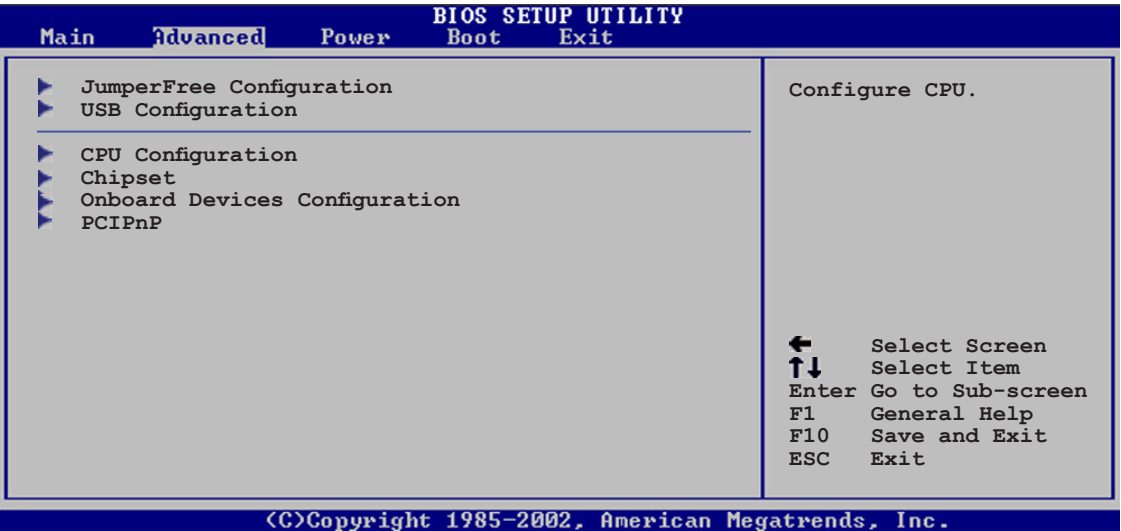 BIOS SETUP UTILITY
Main Advanced Power Boot Exit
JumperFree Configuration
USB Configuration
CPU Configuration
Chipset
Onboard Devices Configuration
PCIPnP
Configure CPU.
← Select Screen
↑↓ Select Item
Enter Go to Sub-screen
F1 General Help
F10 Save and Exit
ESC Exit
(C)Copyright 1985-2002, American Megatrends, Inc.